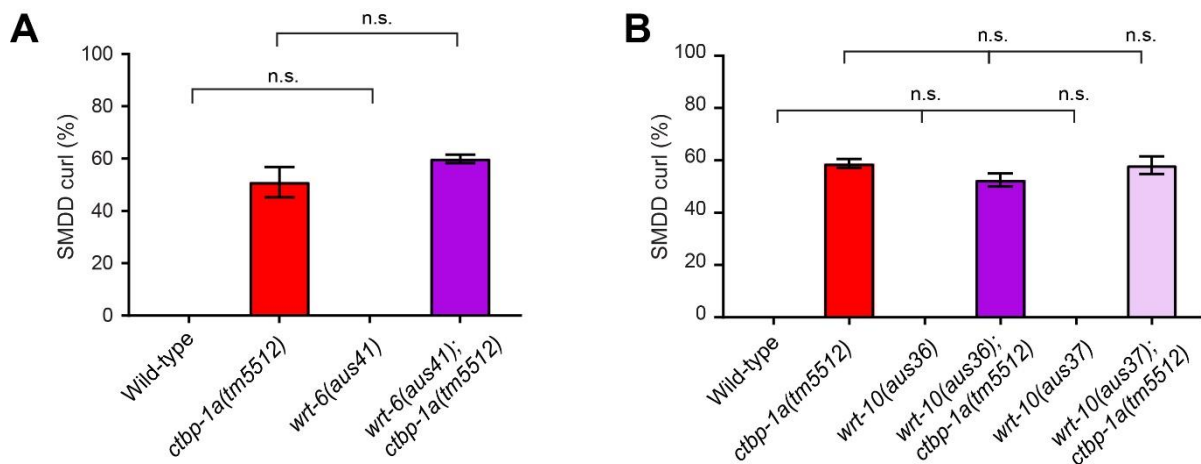 A
n.s.
n.s.
SMDD curl (%)
100
80
60
40
20
0
Wild-type
ctbp-1a(tm5512)
wrt-6(aus41)
wrt-6(aus41);
ctbp-1a(tm5512)
B
n.s.
n.s.
n.s.
n.s.
SMDD curl (%)
100
80
60
40
20
0
Wild-type
ctbp-1a(tm5512)
wrt-10(aus36)
wrt-10(aus36);
ctbp-1a(tm5512)
wrt-10(aus37)
wrt-10(aus37);
ctbp-1a(tm5512)